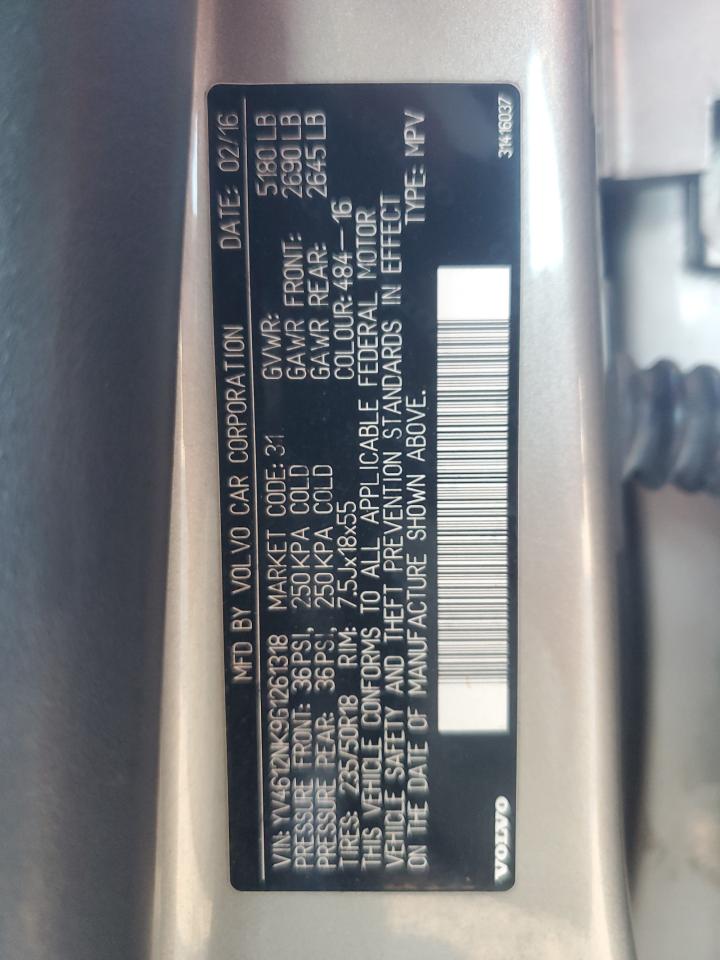 MFD BY VOLVO CAR CORPORATION DATE: 02/16
VIN: YV4612NK9G1261318 MARKET CODE: 31 GVWR: 5180 LB
PRESSURE FRONT: 36PSI, 250KPA COLD GAWR FRONT: 2690 LB
PRESSURE REAR: 36PSI, 250KPA COLD GAWR REAR: 2645 LB
TIRES: 235/50R18 RIM: 7.5Jx18x55 COLOUR: 484-16
THIS VEHICLE CONFORMS TO ALL APPLICABLE FEDERAL MOTOR
VEHICLE SAFETY AND THEFT PREVENTION STANDARDS IN EFFECT
ON THE DATE OF MANUFACTURE SHOWN ABOVE. TYPE: MPV
VOLVO 31416037